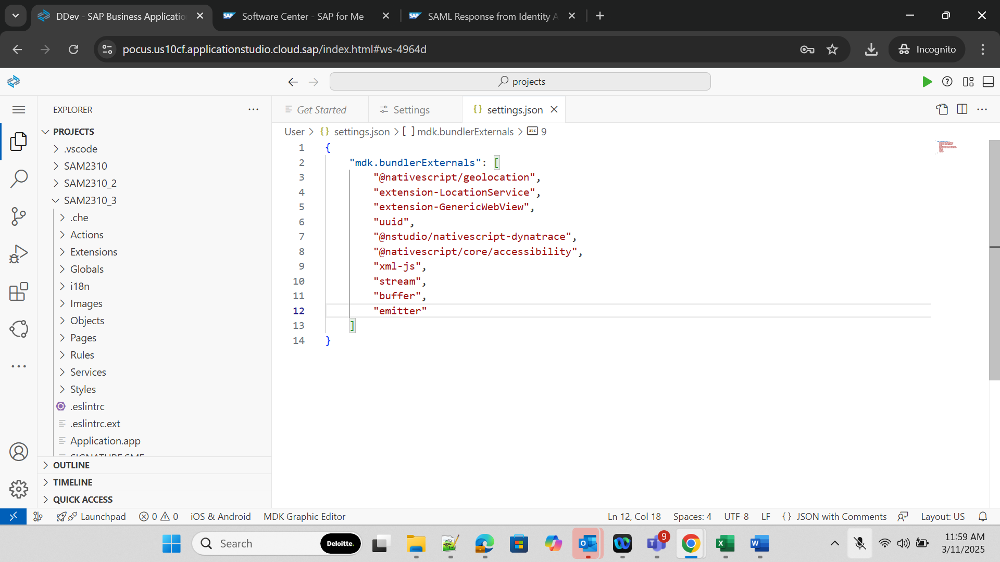 DDev - SAP Business Applicatio
Software Center - SAP for Me
SAML Response from Identity A
pocus.us10cf.applicationstudio.cloud.sap/index.html#ws-4964d
Incognito
projects
EXPLORER
Get Started
Settings
settings.json
User > settings.json > [ ] mdk.bundlerExternals > abc 9
PROJECTS
.vscode
SAM2310
SAM2310_2
SAM2310_3
.che
Actions
Extensions
Globals
i18n
Images
Objects
Pages
Rules
Services
Styles
.eslintrc
.eslintrc.ext
Application.app
SIGNATURE.SMF
OUTLINE
TIMELINE
QUICK ACCESS
1 {
2 "mdk.bundlerExternals": [
3 "@nativescript/geolocation",
4 "extension-LocationService",
5 "extension-GenericWebView",
6 "uuid",
7 "@nstudio/nativescript-dynatrace",
8 "@nativescript/core/accessibility",
9 "xml-js",
10 "stream",
11 "buffer",
12 "emitter"
13 ]
14 }
Launchpad
0 0
iOS & Android
MDK Graphic Editor
Ln 12, Col 18
Spaces: 4
UTF-8
LF
{ } JSON with Comments
Layout: US
Search
Deloitte.
9
11:59 AM
3/11/2025